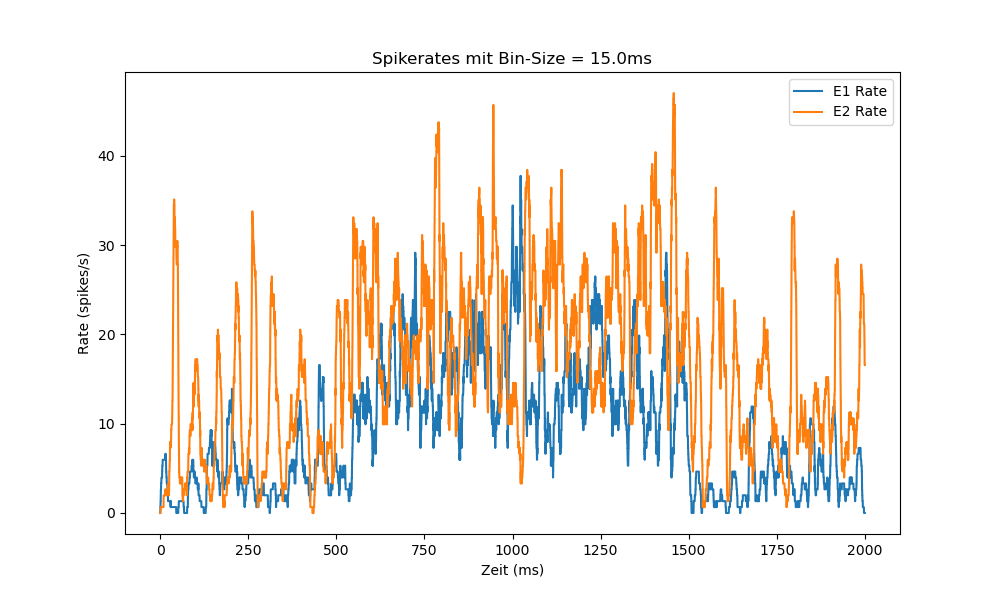 Spikerates mit Bin-Size = 15.0ms
E1 Rate
E2 Rate
Rate (spikes/s)
40
30
20
10
0
0 250 500 750 1000 1250 1500 1750 2000
Zeit (ms)